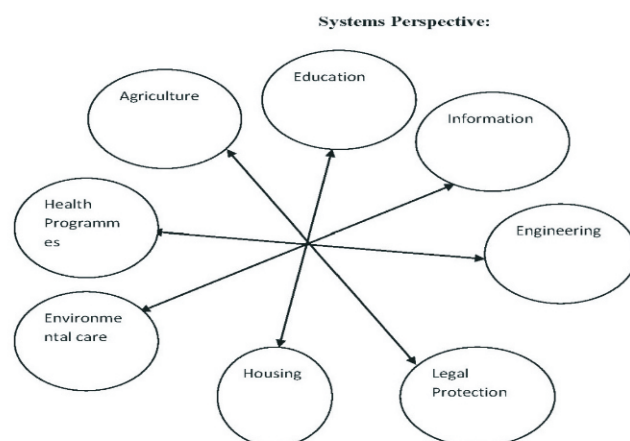 Systems Perspective:
Education
Agriculture
Information
Health
Programm
es
Engineering
Environme
ntal care
Housing
Legal
Protection